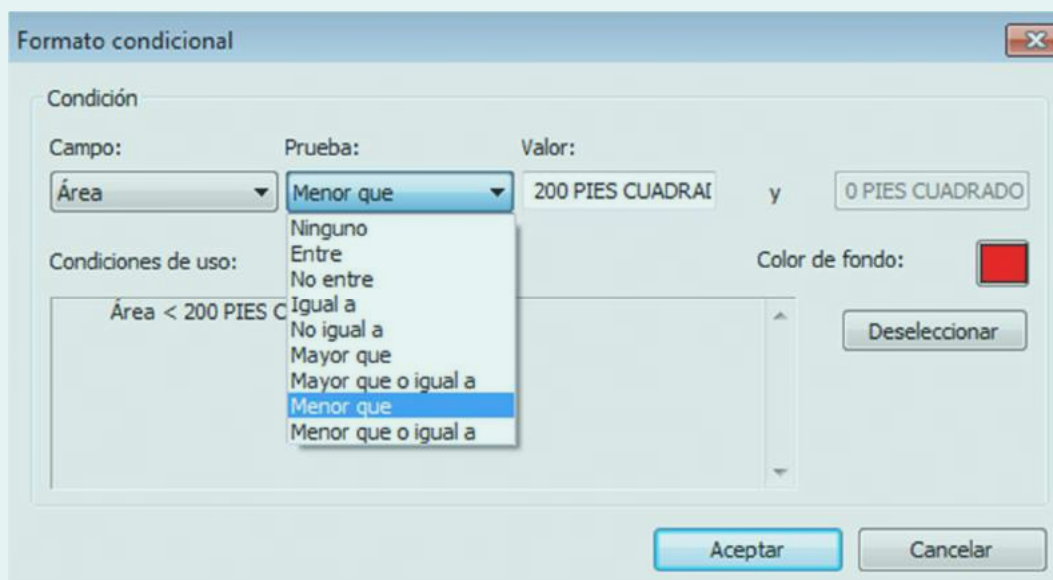 Formato condicional
Condición
Campo: Prueba: Valor:
Área Menor que 200 PIES CUADRAI y 0 PIES CUADRADO
Ninguno
Entre
No entre
Igual a
No igual a
Mayor que
Mayor que o igual a
Menor que
Menor que o igual a
Condiciones de uso: Color de fondo:
Área < 200 PIES C
Deseleccionar
Aceptar Cancelar